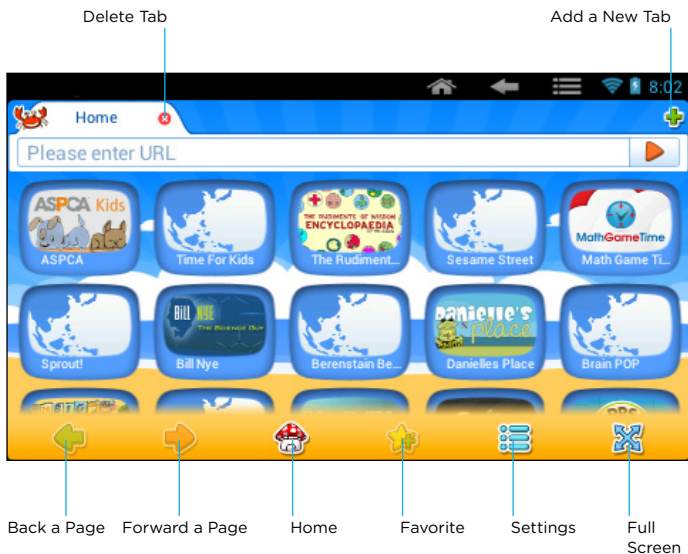 Delete Tab
Add a New Tab
8:02
Home
Please enter URL
ASPCA Kids
THE RUDIMENTS OF WISDOM
ENCYCLOPAEDIA
MathGameTime
ASPCA
Time For Kids
The Rudiment...
Sesame Street
Math Game Ti...
BILL NYE
THE SCIENCE GUY
DANiELLE'S
place
Sprout!
Bill Nye
Berenstain Be...
Danielles Place
Brain POP
PBS
Back a Page
Forward a Page
Home
Favorite
Settings
Full
Screen